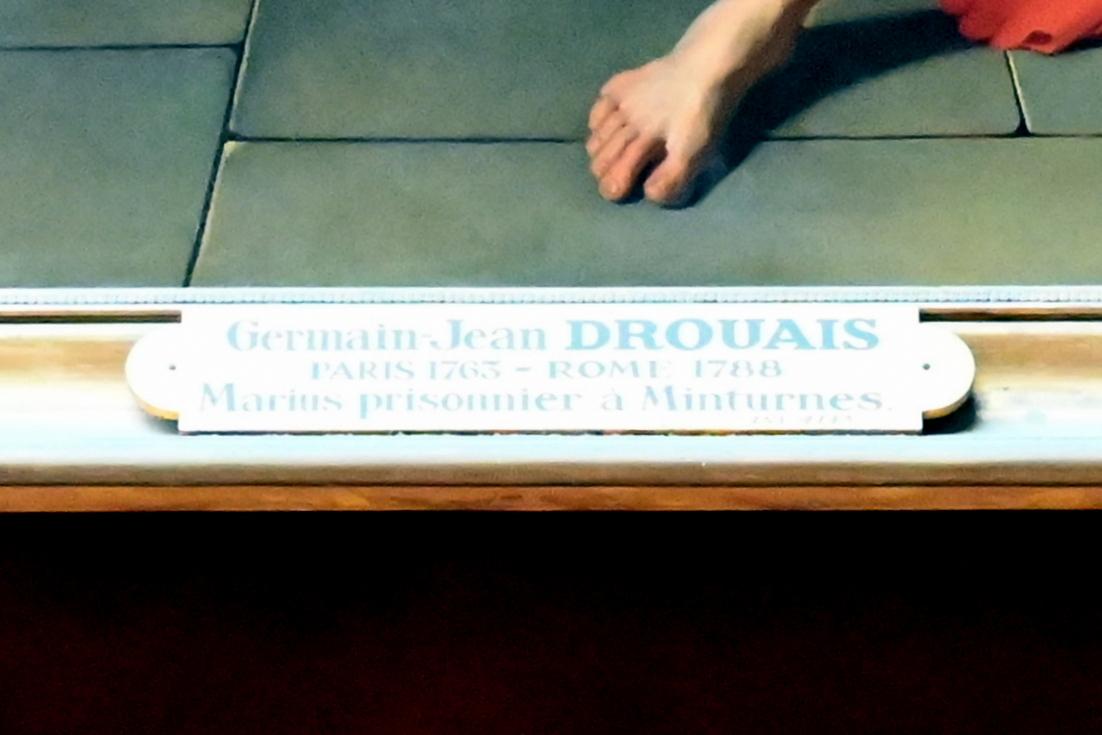 Germain-Jean DROUAIS
PARIS 1763 - ROME 1788
Marius prisonnier à Minturnes.